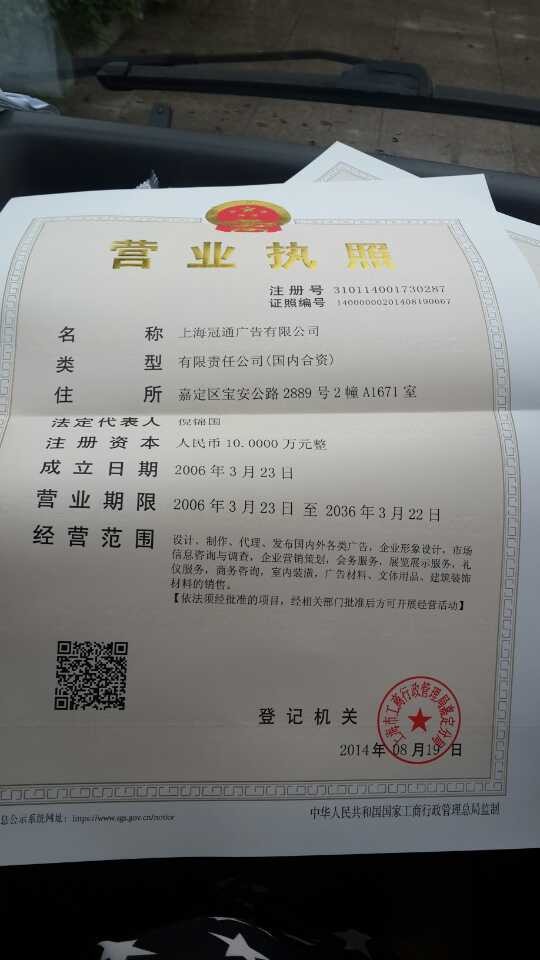 营业执照
注册号 310114001730287
证照编号 14000000201408190667
名称 上海冠通广告有限公司
类型 有限责任公司(国内合资)
住所 嘉定区宝安公路2889号2幢A1671室
法定代表人 倪锦国
注册资本 人民币10.0000万元整
成立日期 2006年3月23日
营业期限 2006年3月23日 至 2036年3月22日
经营范围 设计、制作、代理、发布国内外各类广告，企业形象设计，市场
信息咨询与调查，企业营销策划，会务服务，展览展示服务，礼
仪服务，商务咨询，室内装潢，广告材料、文体用品、建筑装饰
材料的销售。
【依法须经批准的项目，经相关部门批准后方可开展经营活动】
登记机关
上海市工商行政管理局嘉定分局
2014年08月19日
息公示系统网址：https://www.sgs.gov.cn/notice
中华人民共和国国家工商行政管理总局监制